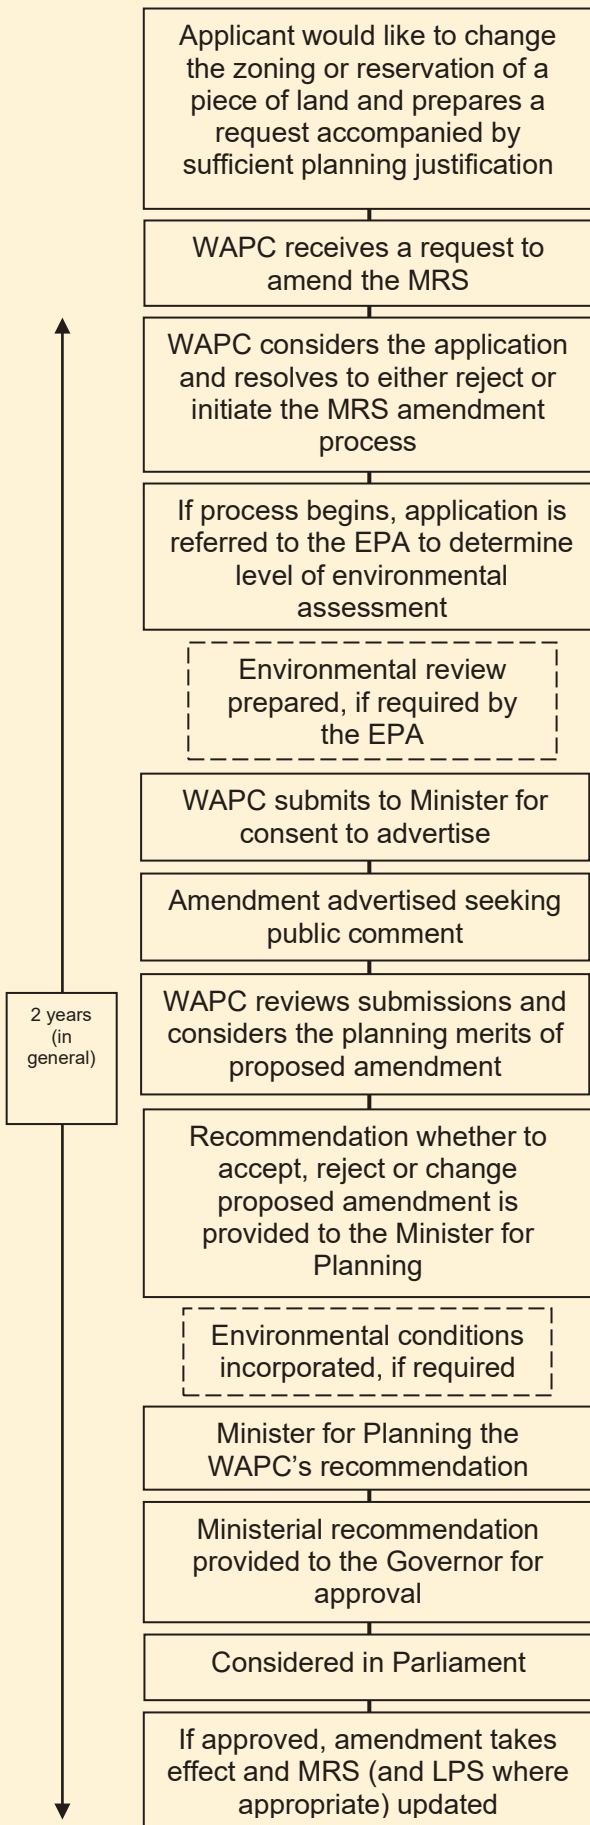 Applicant would like to change
the zoning or reservation of a
piece of land and prepares a
request accompanied by
sufficient planning justification
WAPC receives a request to
amend the MRS
WAPC considers the application
and resolves to either reject or
initiate the MRS amendment
process
If process begins, application is
referred to the EPA to determine
level of environmental
assessment
Environmental review
prepared, if required by
the EPA
WAPC submits to Minister for
consent to advertise
Amendment advertised seeking
public comment
WAPC reviews submissions and
considers the planning merits of
proposed amendment
2 years
(in
general)
Recommendation whether to
accept, reject or change
proposed amendment is
provided to the Minister for
Planning
Environmental conditions
incorporated, if required
Minister for Planning the
WAPC's recommendation
Ministerial recommendation
provided to the Governor for
approval
Considered in Parliament
If approved, amendment takes
effect and MRS (and LPS where
appropriate) updated